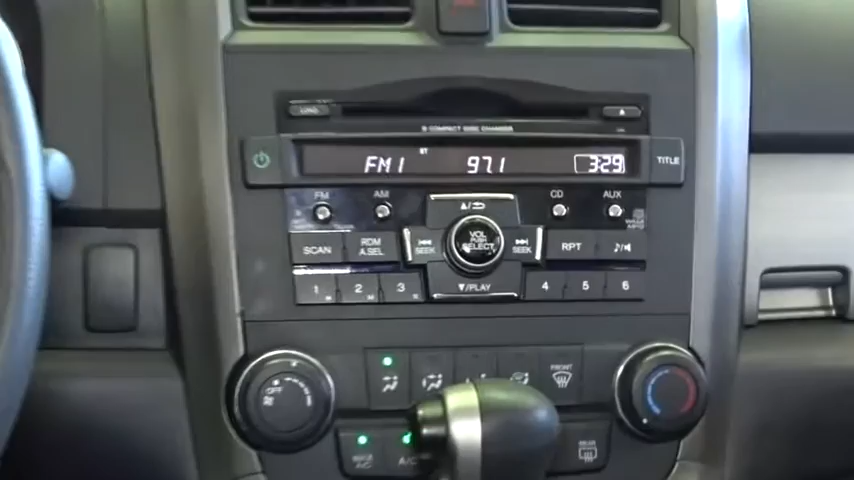 LOAD
6 COMPACT DISC CHANGER
ST
FM1 97.1 3:29
TITLE
FM AM CD AUX
SCAN
RDM
A.SEL
SEEK
VOL
PUSH
SELECT
SEEK
RPT
1 2 3
▼/PLAY
4 5 6
OFF
FRONT
A/C
REAR